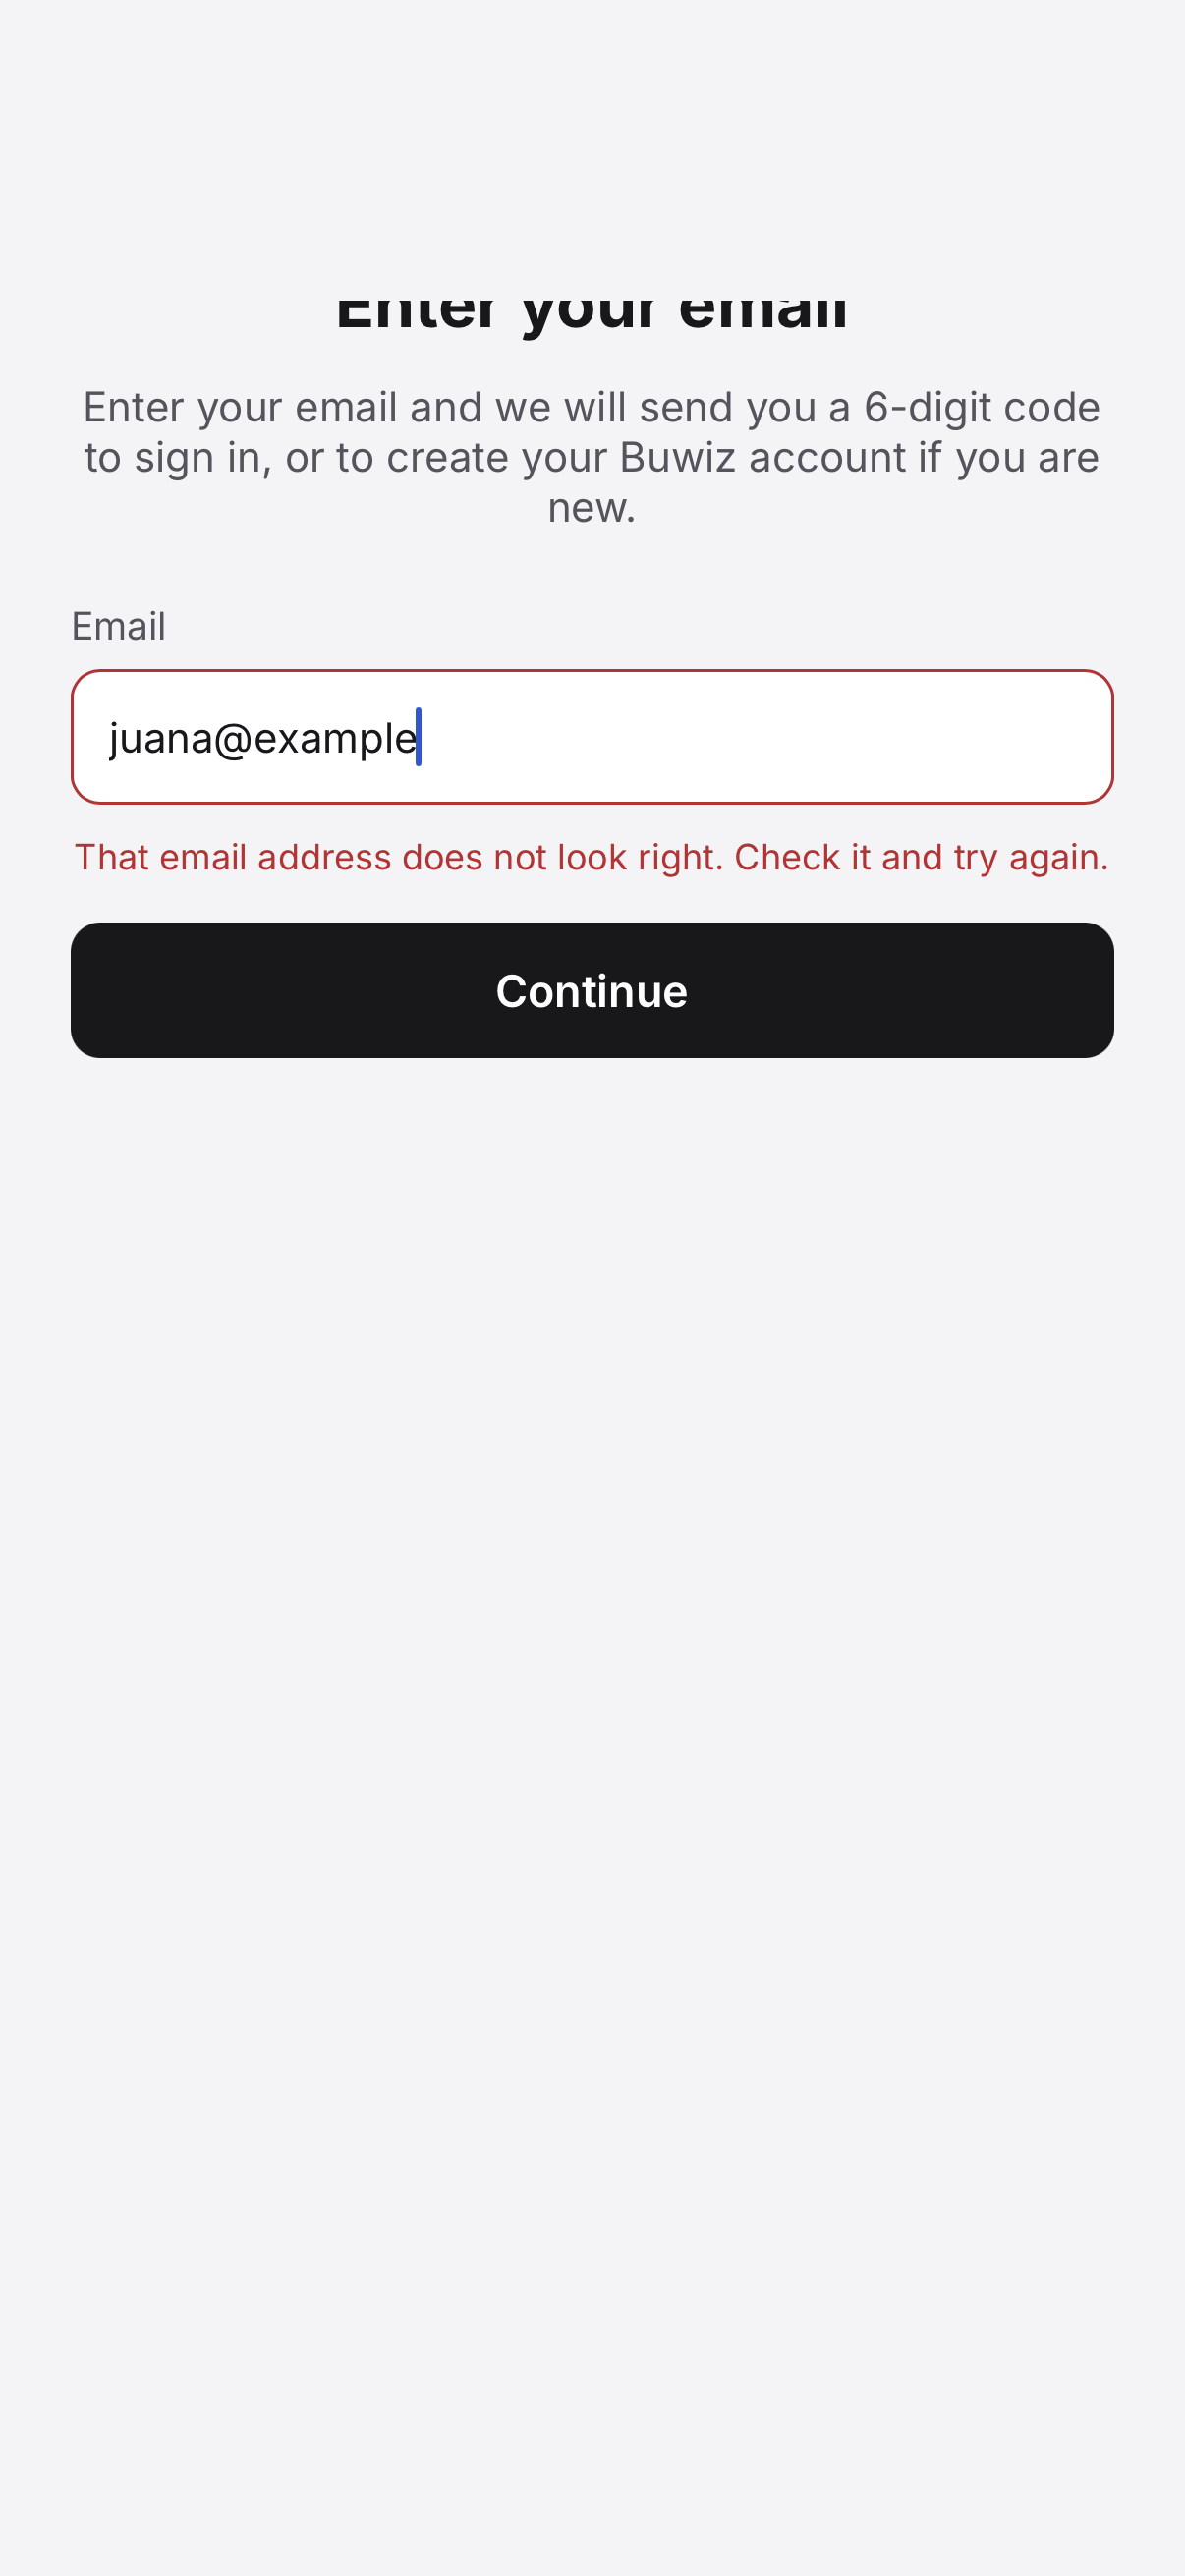 Enter your email
Enter your email and we will send you a 6-digit code
to sign in, or to create your Buwiz account if you are
new.
Email
juana@example
That email address does not look right. Check it and try again.
Continue